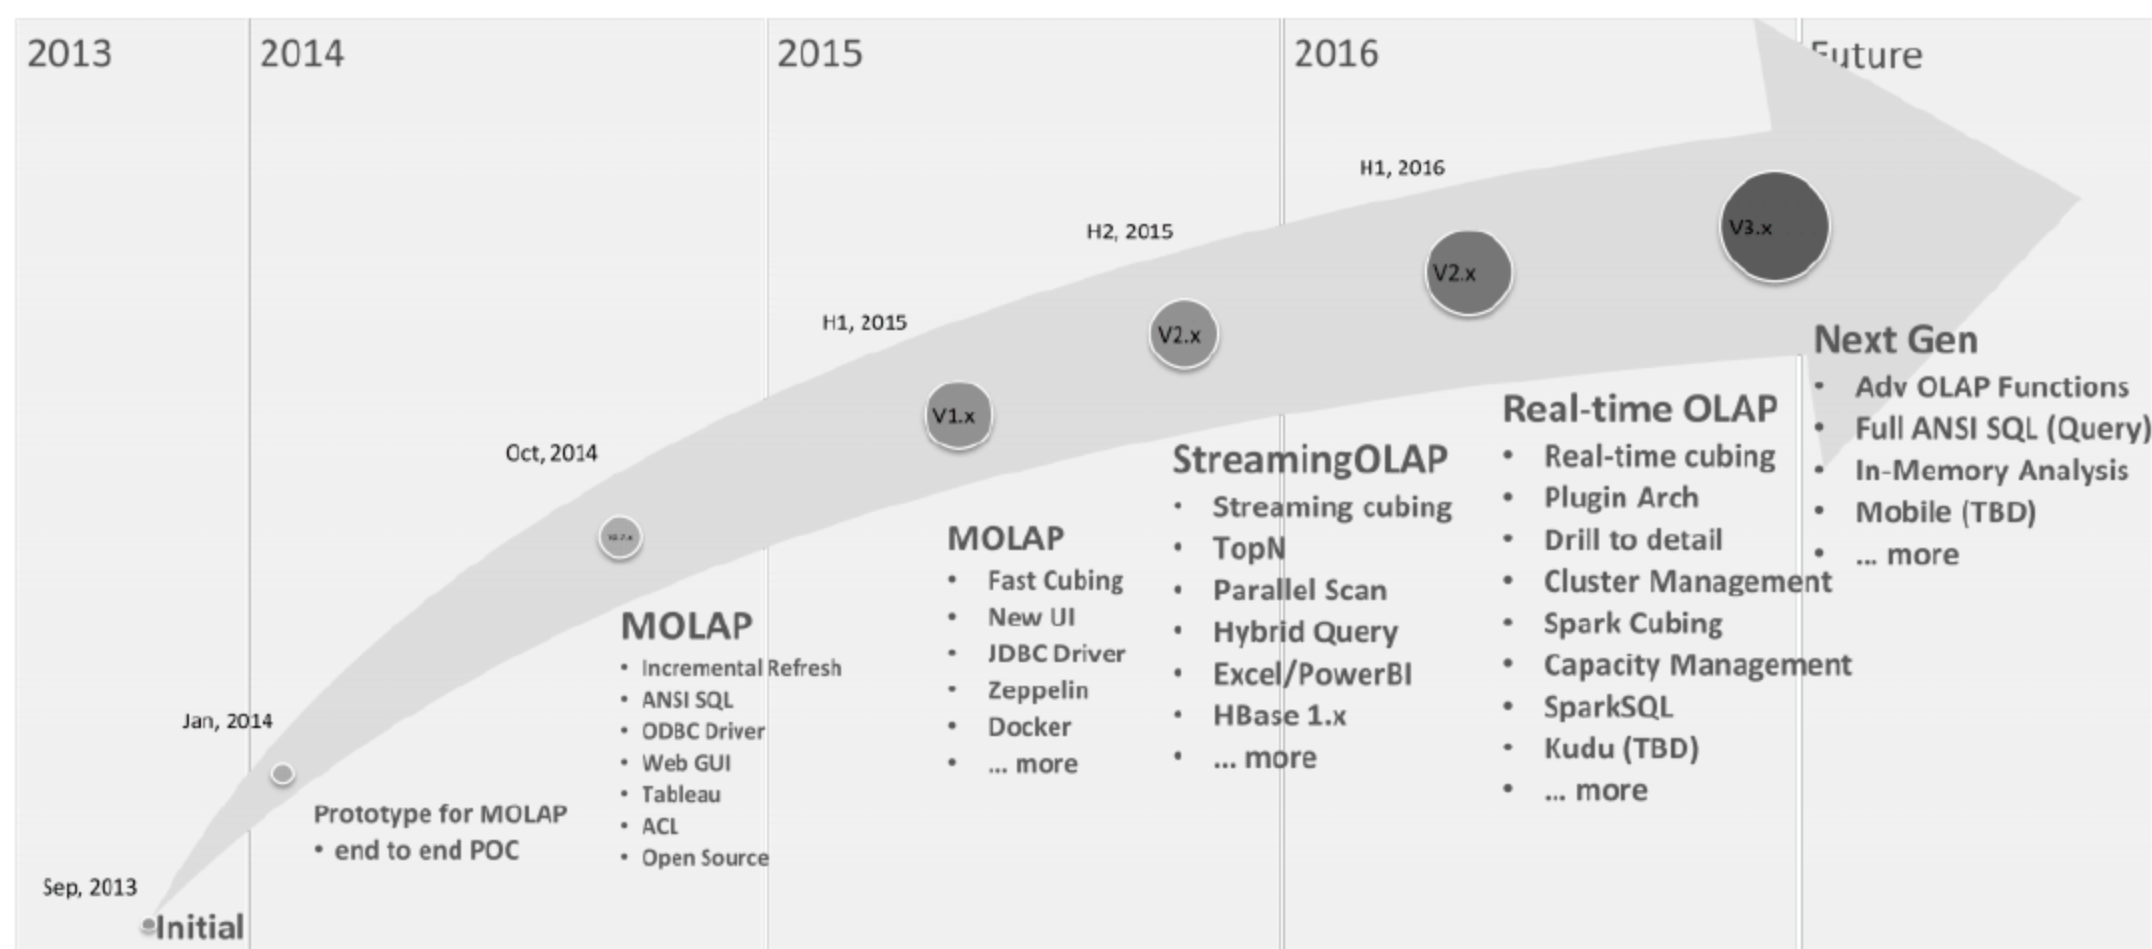 2013
2014
2015
2016
Future
Sep, 2013
Initial
Jan, 2014
Prototype for MOLAP
• end to end POC
Oct, 2014
MOLAP
• Incremental Refresh
• ANSI SQL
• ODBC Driver
• Web GUI
• Tableau
• ACL
• Open Source
H1, 2015
V1.x
MOLAP
• Fast Cubing
• New UI
• JDBC Driver
• Zeppelin
• Docker
• ... more
H2, 2015
V2.x
StreamingOLAP
• Streaming cubing
• TopN
• Parallel Scan
• Hybrid Query
• Excel/PowerBI
• HBase 1.x
• ... more
H1, 2016
V2.x
Real-time OLAP
• Real-time cubing
• Plugin Arch
• Drill to detail
• Cluster Management
• Spark Cubing
• Capacity Management
• SparkSQL
• Kudu (TBD)
• ... more
V3.x
Next Gen
• Adv OLAP Functions
• Full ANSI SQL (Query)
• In-Memory Analysis
• Mobile (TBD)
• ... more